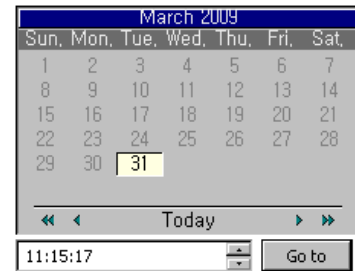 March 2009
Sun, Mon, Tue, Wed, Thu, Fri, Sat,
1 2 3 4 5 6 7
8 9 10 11 12 13 14
15 16 17 18 19 20 21
22 23 24 25 26 27 28
29 30 31
Today
11:15:17 Go to